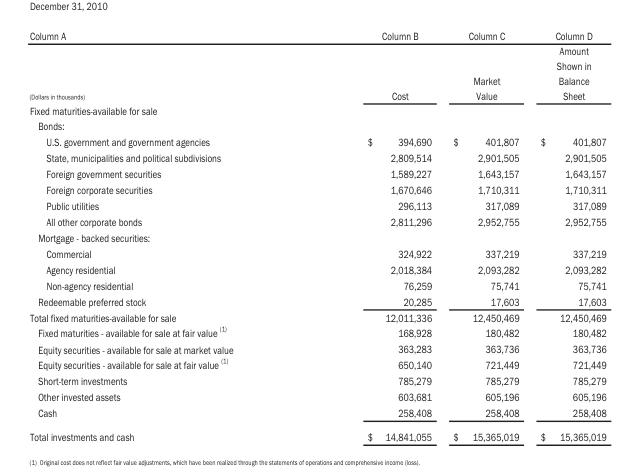 December 31, 2010
Column A Column B Column C Column D
Amount
Shown in
Market Balance
(Dollars in thousands) Cost Value Sheet
Fixed maturities-available for sale
Bonds:
U.S. government and government agencies $ 394,690 $ 401,807 $ 401,807
State, municipalities and political subdivisions 2,809,514 2,901,505 2,901,505
Foreign government securities 1,589,227 1,643,157 1,643,157
Foreign corporate securities 1,670,646 1,710,311 1,710,311
Public utilities 296,113 317,089 317,089
All other corporate bonds 2,811,296 2,952,755 2,952,755
Mortgage - backed securities:
Commercial 324,922 337,219 337,219
Agency residential 2,018,384 2,093,282 2,093,282
Non-agency residential 76,259 75,741 75,741
Redeemable preferred stock 20,285 17,603 17,603
Total fixed maturities-available for sale 12,011,336 12,450,469 12,450,469
Fixed maturities - available for sale at fair value (1) 168,928 180,482 180,482
Equity securities - available for sale at market value 363,283 363,736 363,736
Equity securities - available for sale at fair value (1) 650,140 721,449 721,449
Short-term investments 785,279 785,279 785,279
Other invested assets 603,681 605,196 605,196
Cash 258,408 258,408 258,408
Total investments and cash $ 14,841,055 $ 15,365,019 $ 15,365,019
(1) Original cost does not reflect fair value adjustments, which have been realized through the statements of operations and comprehensive income (loss).